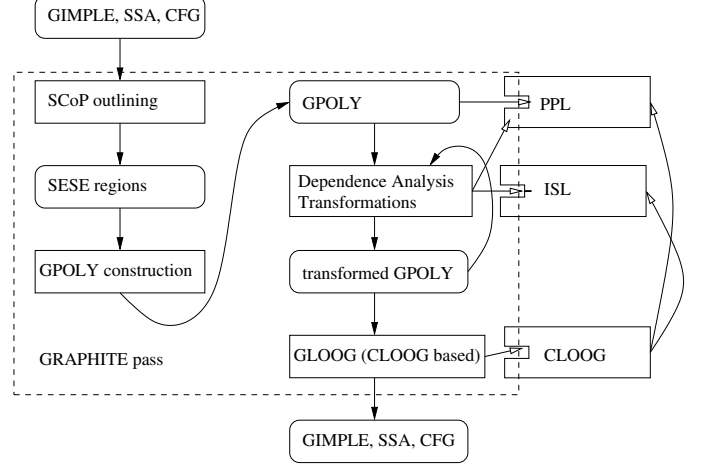 GIMPLE, SSA, CFG
SCoP outlining
SESE regions
GPOLY construction
GRAPHITE pass
GPOLY
Dependence Analysis
Transformations
transformed GPOLY
GLOOG (CLOOG based)
GIMPLE, SSA, CFG
PPL
ISL
CLOOG